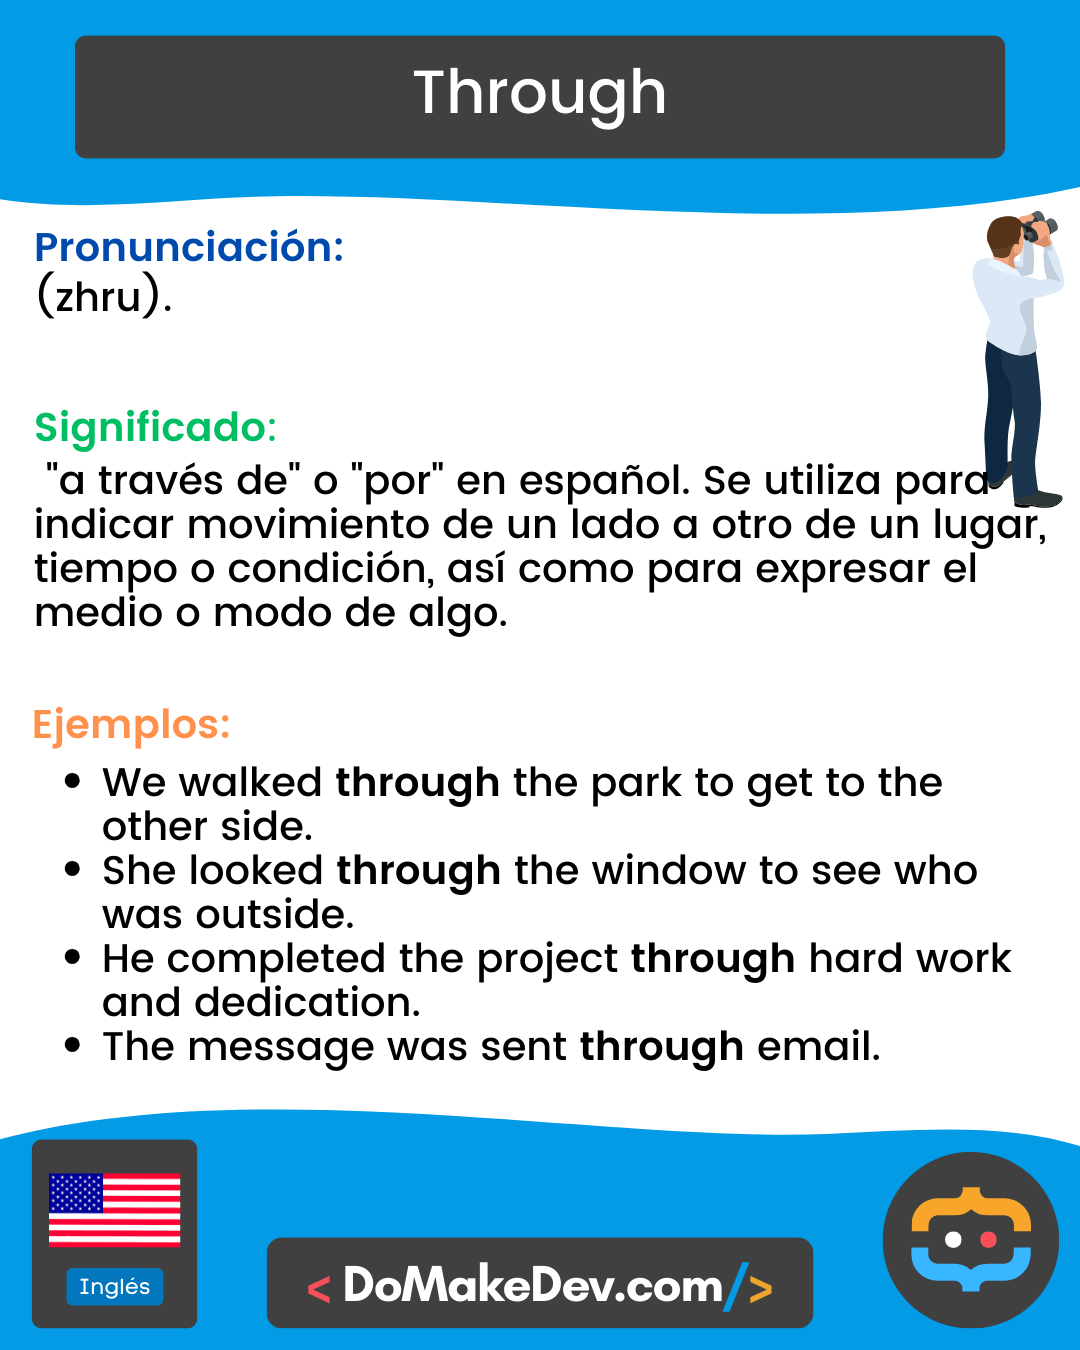 Through
Pronunciación:
(zhru).
Significado:
"a través de" o "por" en español. Se utiliza para
indicar movimiento de un lado a otro de un lugar,
tiempo o condición, así como para expresar el
medio o modo de algo.
Ejemplos:
• We walked through the park to get to the
other side.
• She looked through the window to see who
was outside.
• He completed the project through hard work
and dedication.
• The message was sent through email.
Inglés
< DoMakeDev.com/>